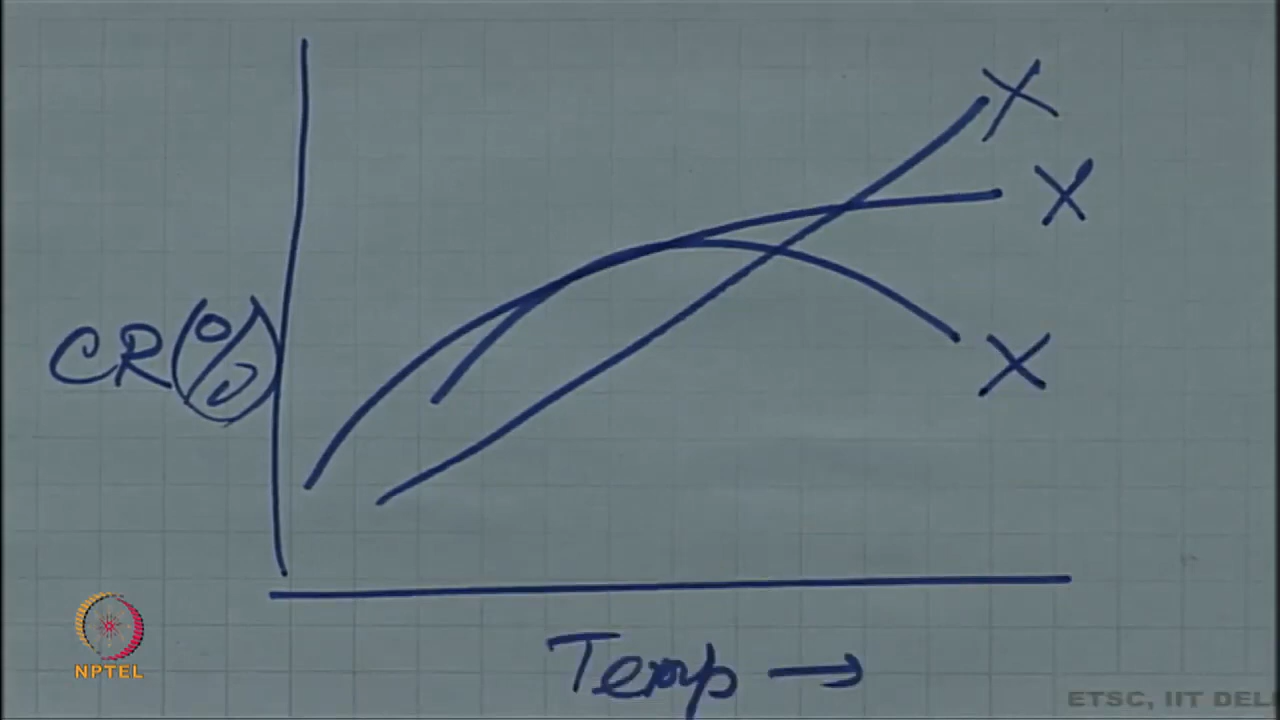 X
X
CR(%)
X
Temp →
NPTEL
ETSC, IIT DEL